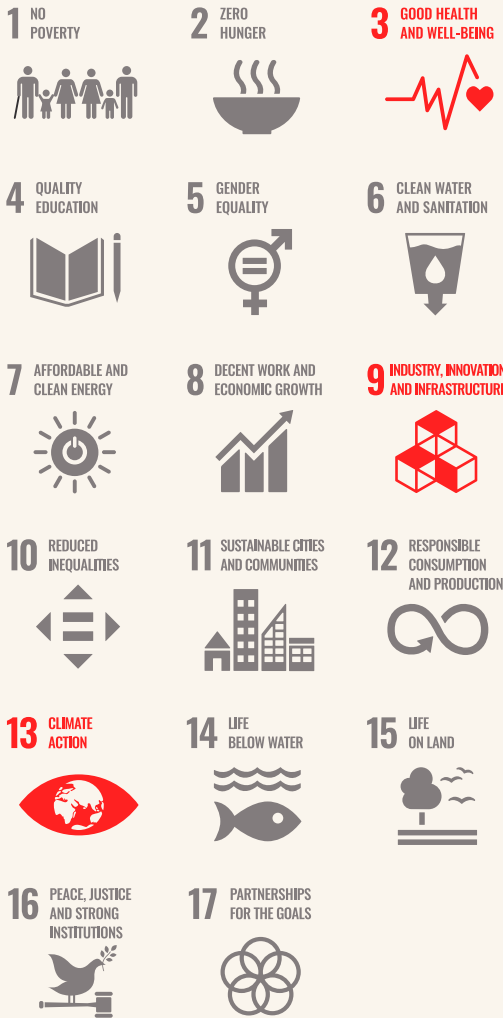 1 NO
POVERTY
2 ZERO
HUNGER
3 GOOD HEALTH
AND WELL-BEING
4 QUALITY
EDUCATION
5 GENDER
EQUALITY
6 CLEAN WATER
AND SANITATION
7 AFFORDABLE AND
CLEAN ENERGY
8 DECENT WORK AND
ECONOMIC GROWTH
9 INDUSTRY, INNOVATION
AND INFRASTRUCTURE
10 REDUCED
INEQUALITIES
11 SUSTAINABLE CITIES
AND COMMUNITIES
12 RESPONSIBLE
CONSUMPTION
AND PRODUCTION
13 CLIMATE
ACTION
14 LIFE
BELOW WATER
15 LIFE
ON LAND
16 PEACE, JUSTICE
AND STRONG
INSTITUTIONS
17 PARTNERSHIPS
FOR THE GOALS